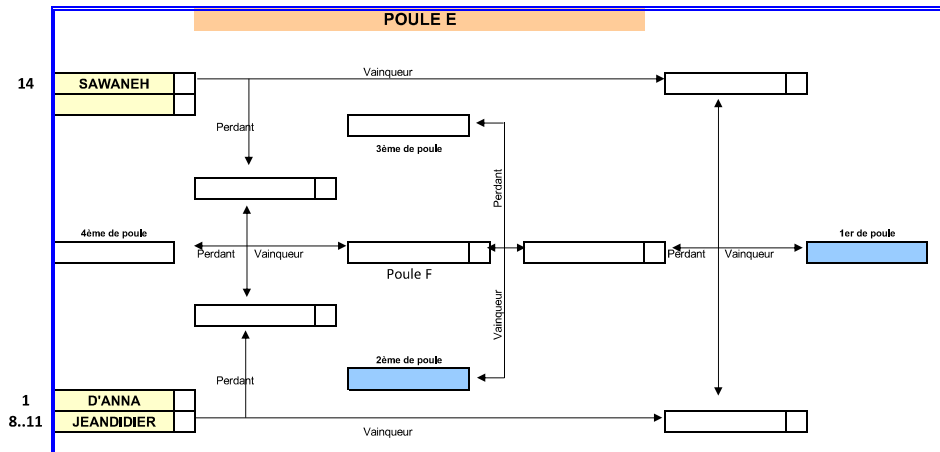 POULE E
Vainqueur
14 SAWANEH
Perdant
3ème de poule
Perdant
4ème de poule
1er de poule
Perdant Vainqueur
Perdant Vainqueur
Poule F
Vainqueur
2ème de poule
Perdant
1 D'ANNA
8..11 JEANDIDIER
Vainqueur